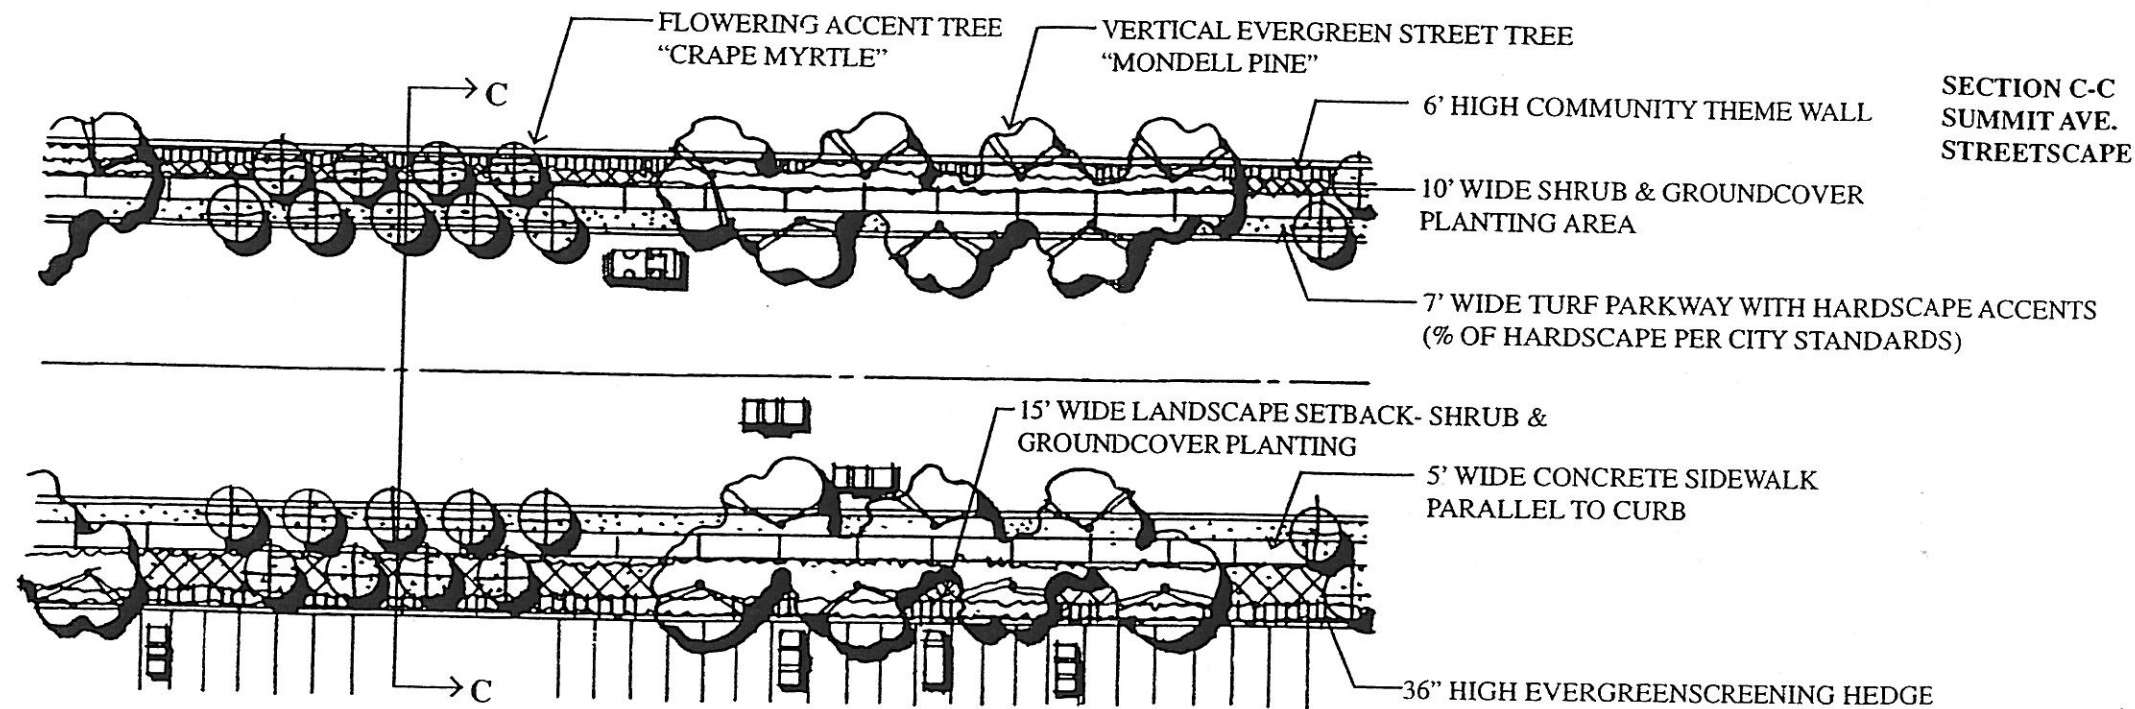 FLOWERING ACCENT TREE
“CRAPE MYRTLE”
VERTICAL EVERGREEN STREET TREE
“MONDELL PINE”
SECTION C-C
SUMMIT AVE.
STREETSCAPE
C
6’ HIGH COMMUNITY THEME WALL
10’ WIDE SHRUB & GROUNDCOVER
PLANTING AREA
7’ WIDE TURF PARKWAY WITH HARDSCAPE ACCENTS
(% OF HARDSCAPE PER CITY STANDARDS)
15’ WIDE LANDSCAPE SETBACK- SHRUB &
GROUNDCOVER PLANTING
5’ WIDE CONCRETE SIDEWALK
PARALLEL TO CURB
C
36” HIGH EVERGREENSCREENING HEDGE